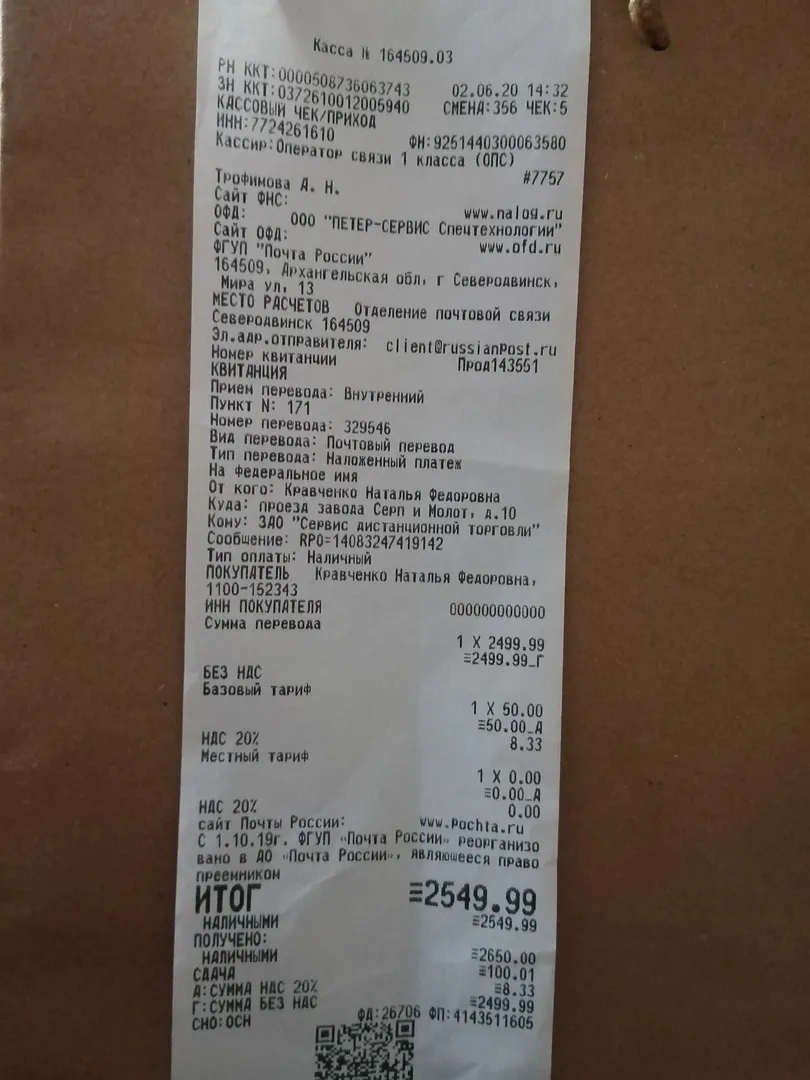 Касса № 164509.03
РН ККТ:0000508736063743 02.06.20 14:32
ЗН ККТ:0372610012005940 СМЕНА:356 ЧЕК:5
КАССОВЫЙ ЧЕК/ПРИХОД
ИНН:7724261610 ФН:9251440300063580
Кассир:Оператор связи 1 класса (ОПС)
#7757
Трофимова А. Н.
Сайт ФНС: www.nalog.ru
ОФД: ООО "ПЕТЕР-СЕРВИС Спецтехнологии"
Сайт ОФД: www.ofd.ru
ФГУП "Почта России"
164509, Архангельская обл, г Северодвинск,
Мира ул, 13
МЕСТО РАСЧЕТОВ Отделение почтовой связи
Северодвинск 164509
Эл.адр.отправителя: client@russianPost.ru
Номер квитанции Прод143551
КВИТАНЦИЯ
Прием перевода: Внутренний
Пункт N: 171
Номер перевода: 329546
Вид перевода: Почтовый перевод
Тип перевода: Наложенный платеж
На федеральное имя
От кого: Кравченко Наталья Федоровна
Куда: проезд завода Серп и Молот, д.10
Кому: ЗАО "Сервис дистанционной торговли"
Сообщение: RPO=14083247419142
Тип оплаты: Наличный
ПОКУПАТЕЛЬ Кравченко Наталья Федоровна,
1100-152343
ИНН ПОКУПАТЕЛЯ 000000000000
Сумма перевода
1 X 2499.99
=2499.99_Г
БЕЗ НДС
Базовый тариф
1 X 50.00
=50.00_А
НДС 20% 8.33
Местный тариф
1 X 0.00
=0.00_А
НДС 20% 0.00
сайт Почты России: www.Pochta.ru
С 1.10.19г. ФГУП «Почта России» реорганизо
вано в АО «Почта России», являющееся право
преемником
ИТОГ =2549.99
НАЛИЧНЫМИ =2549.99
ПОЛУЧЕНО:
НАЛИЧНЫМИ =2650.00
СДАЧА =100.01
А:СУММА НДС 20% =8.33
Г:СУММА БЕЗ НДС =2499.99
СНО:ОСН ФД:26706 ФП:4143511605